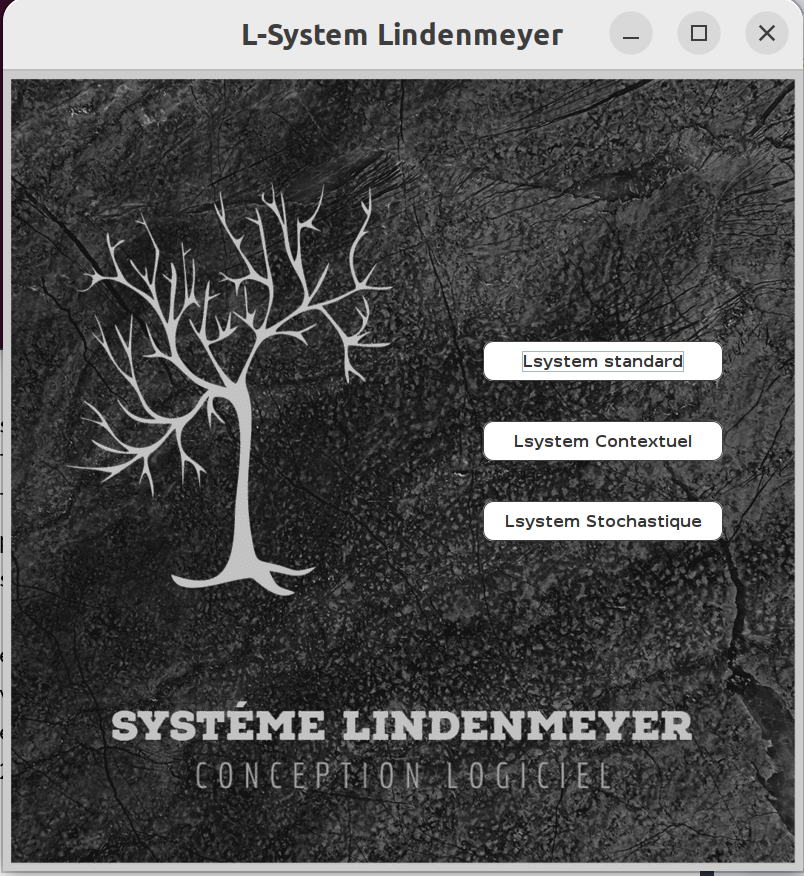 L-System Lindenmeyer
Lsystem standard
Lsystem Contextuel
Lsystem Stochastique
SYSTÉME LINDENMEYER
CONCEPTION LOGICIEL